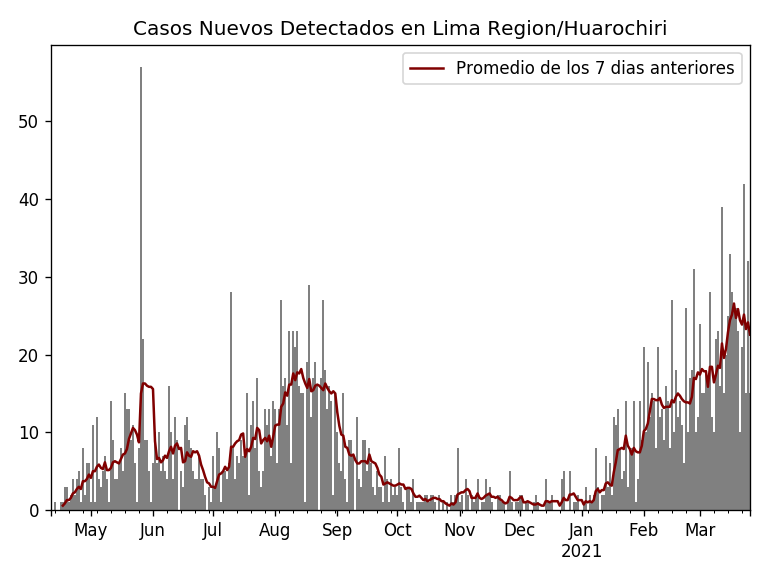 Casos Nuevos Detectados en Lima Region/Huarochiri
Promedio de los 7 dias anteriores
50
40
30
20
10
0
May Jun Jul Aug Sep Oct Nov Dec Jan Feb Mar
2021